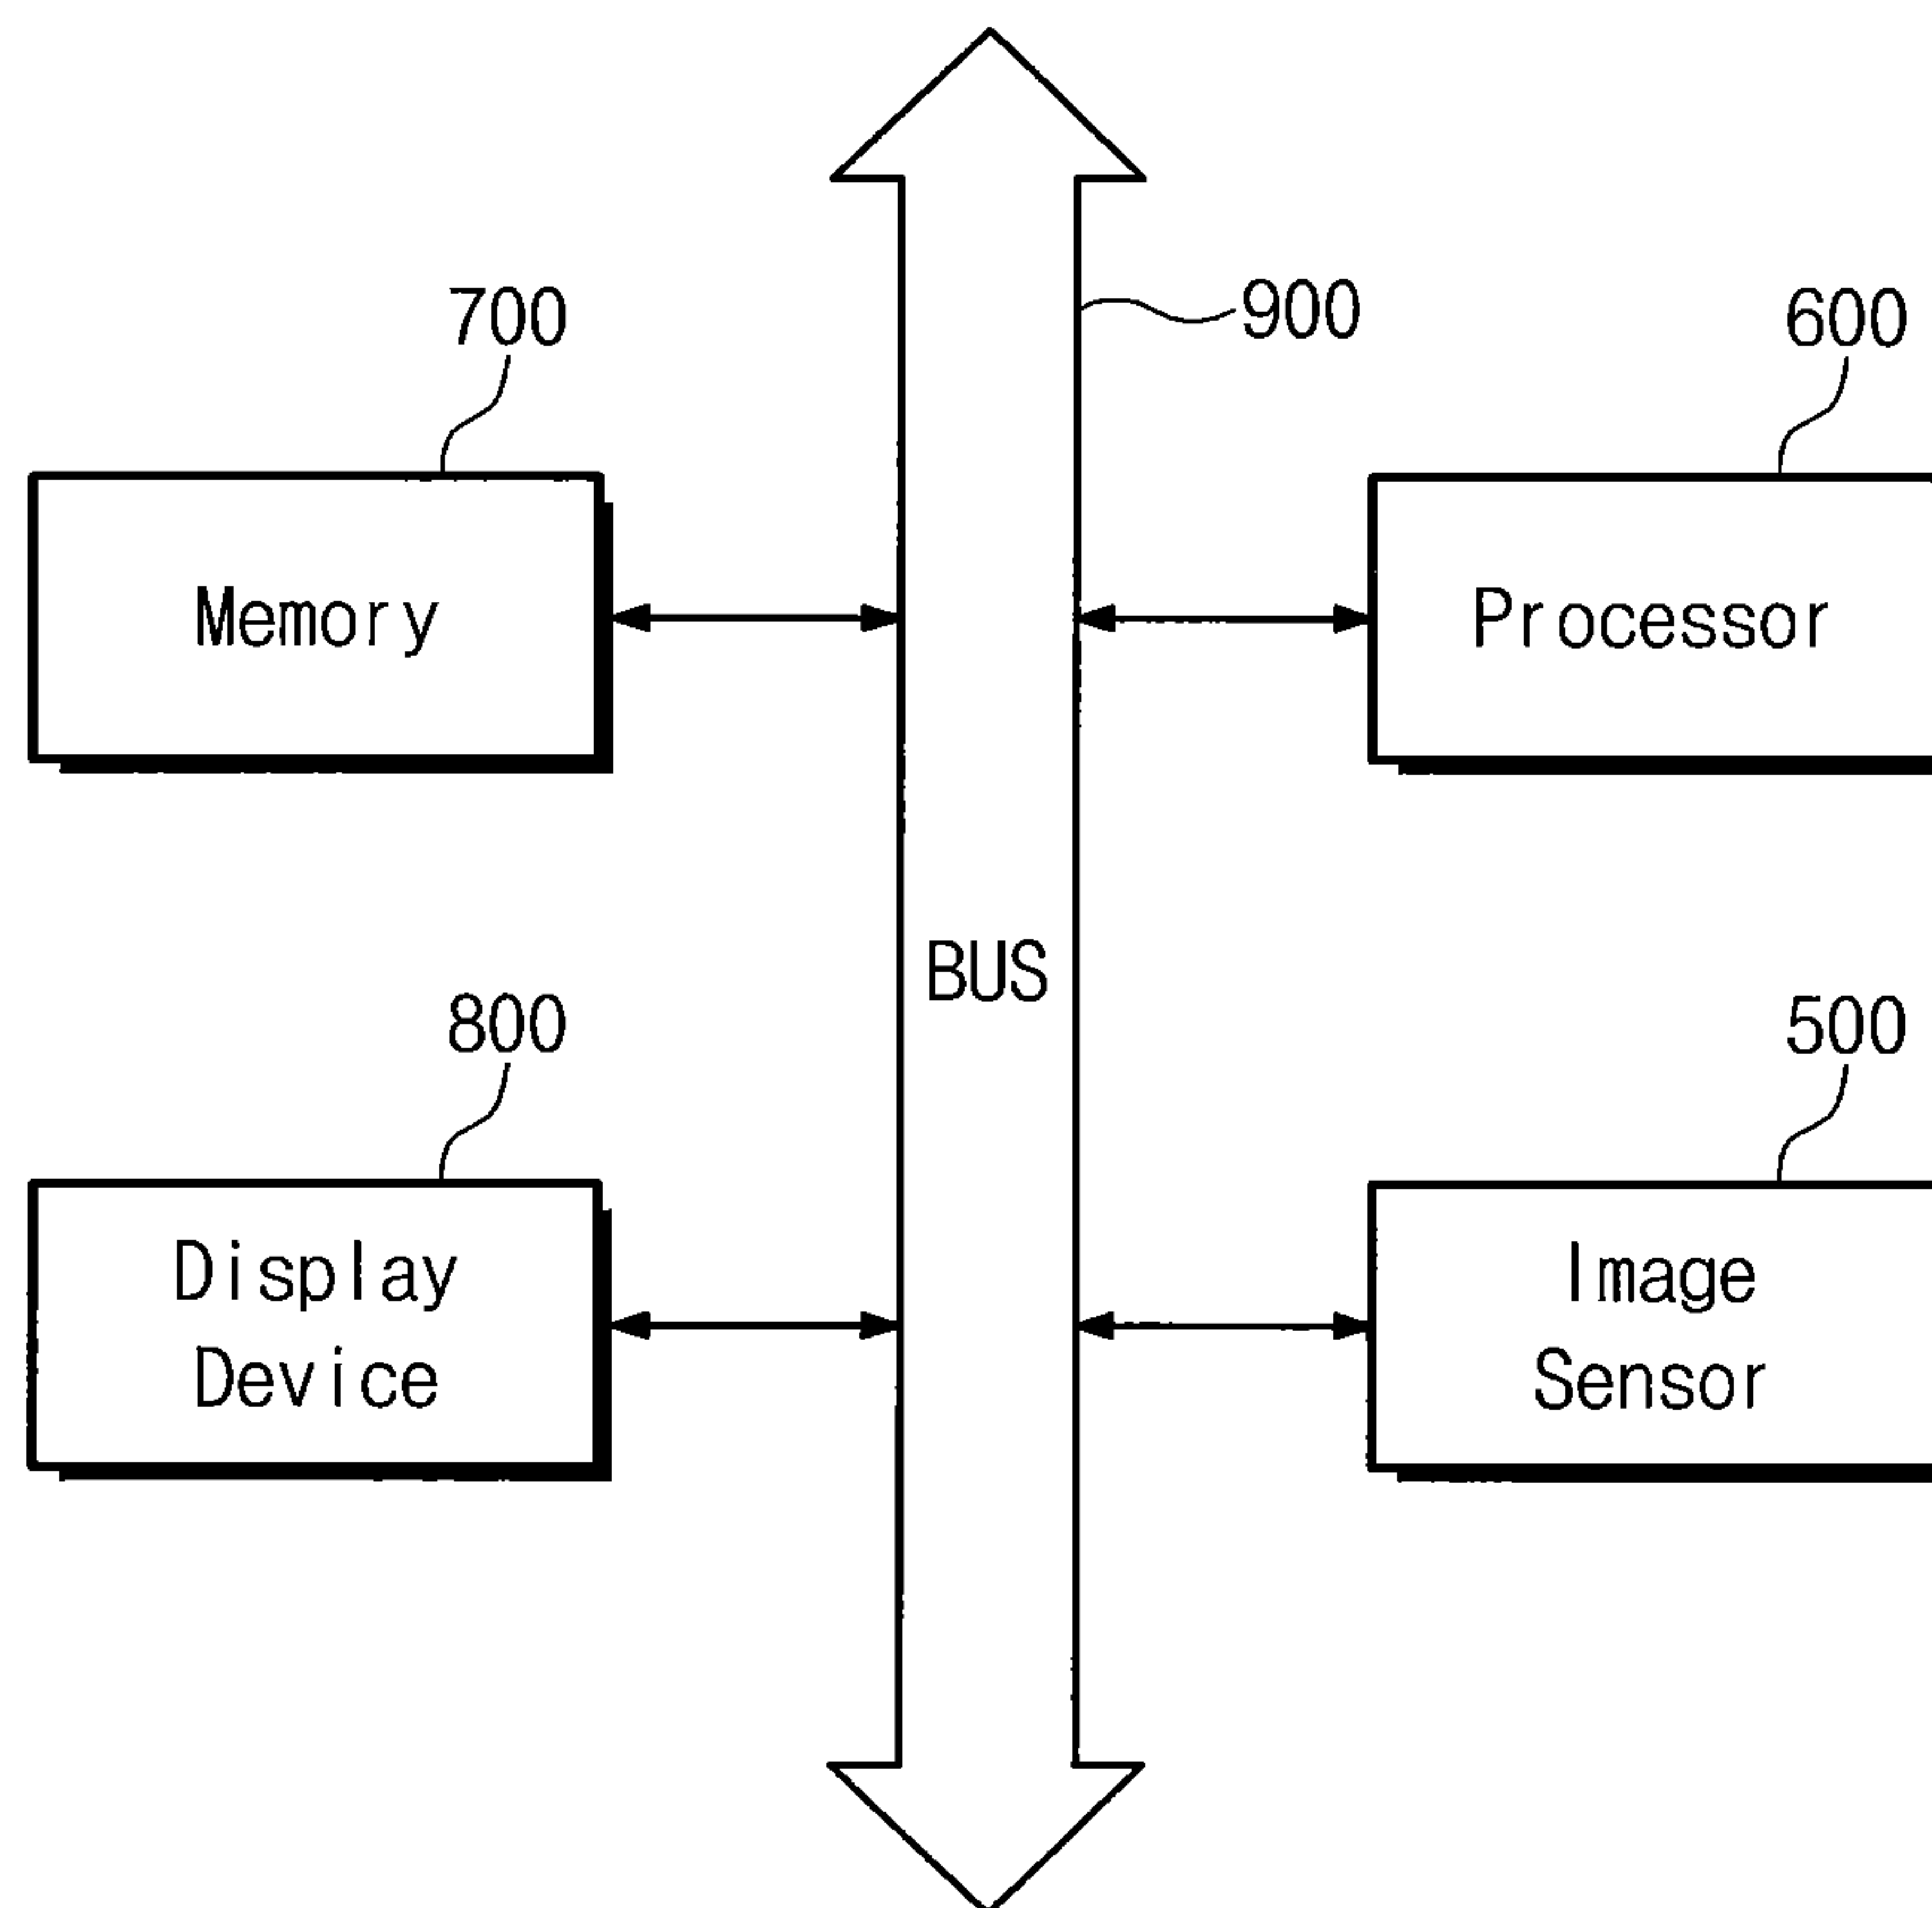 700
900
600
Memory
Processor
BUS
800
500
Display
Device
Image
Sensor